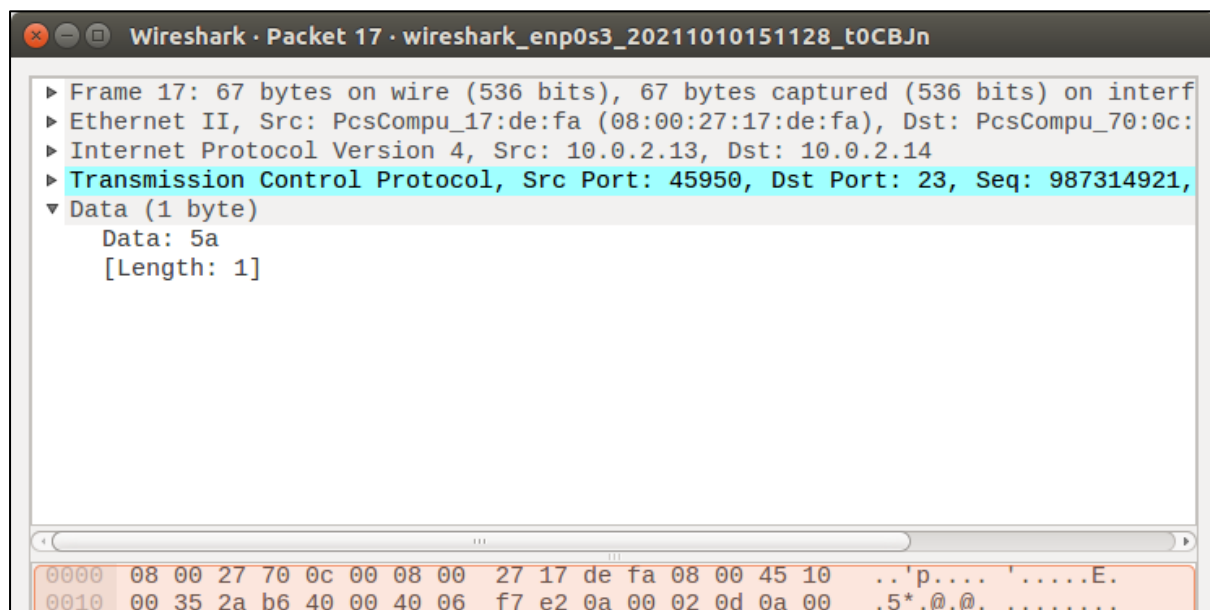 Wireshark · Packet 17 · wireshark_enp0s3_20211010151128_t0CBJn
Frame 17: 67 bytes on wire (536 bits), 67 bytes captured (536 bits) on interf
Ethernet II, Src: PcsCompu_17:de:fa (08:00:27:17:de:fa), Dst: PcsCompu_70:0c:
Internet Protocol Version 4, Src: 10.0.2.13, Dst: 10.0.2.14
Transmission Control Protocol, Src Port: 45950, Dst Port: 23, Seq: 987314921,
Data (1 byte)
Data: 5a
[Length: 1]
0000 08 00 27 70 0c 00 08 00 27 17 de fa 08 00 45 10 ..'p.... '.....E.
0010 00 35 2a b6 40 00 40 06 f7 e2 0a 00 02 0d 0a 00 .5*.@.@. ........